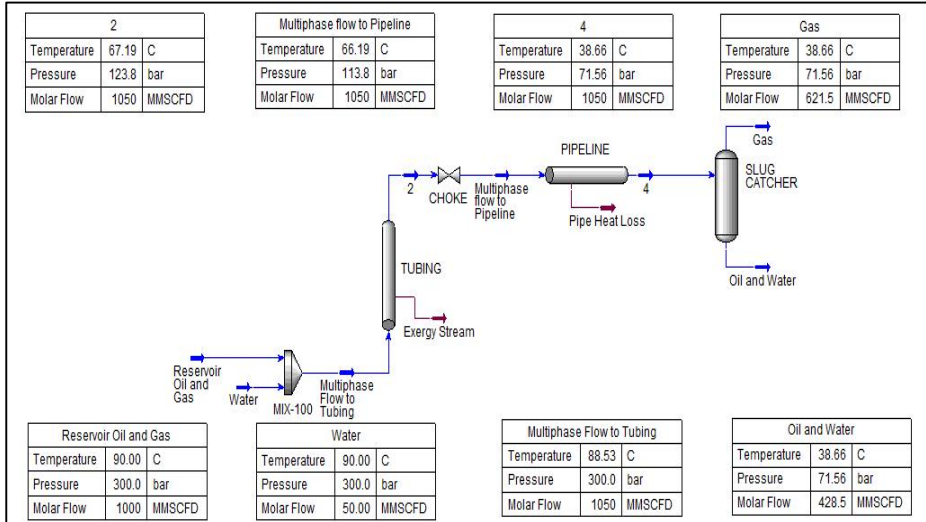 2
Temperature 67.19 C
Pressure 123.8 bar
Molar Flow 1050 MMSCFD
Multiphase flow to Pipeline
Temperature 66.19 C
Pressure 113.8 bar
Molar Flow 1050 MMSCFD
4
Temperature 38.66 C
Pressure 71.56 bar
Molar Flow 1050 MMSCFD
Gas
Temperature 38.66 C
Pressure 71.56 bar
Molar Flow 621.5 MMSCFD
Gas
PIPELINE
SLUG
CATCHER
2
CHOKE
Multiphase
flow to
Pipeline
4
Pipe Heat Loss
TUBING
Oil and Water
Exergy Stream
Reservoir
Oil and
Gas
Water
MIX-100
Multiphase
Flow to
Tubing
Reservoir Oil and Gas
Temperature 90.00 C
Pressure 300.0 bar
Molar Flow 1000 MMSCFD
Water
Temperature 90.00 C
Pressure 300.0 bar
Molar Flow 50.00 MMSCFD
Multiphase Flow to Tubing
Temperature 88.53 C
Pressure 300.0 bar
Molar Flow 1050 MMSCFD
Oil and Water
Temperature 38.66 C
Pressure 71.56 bar
Molar Flow 428.5 MMSCFD